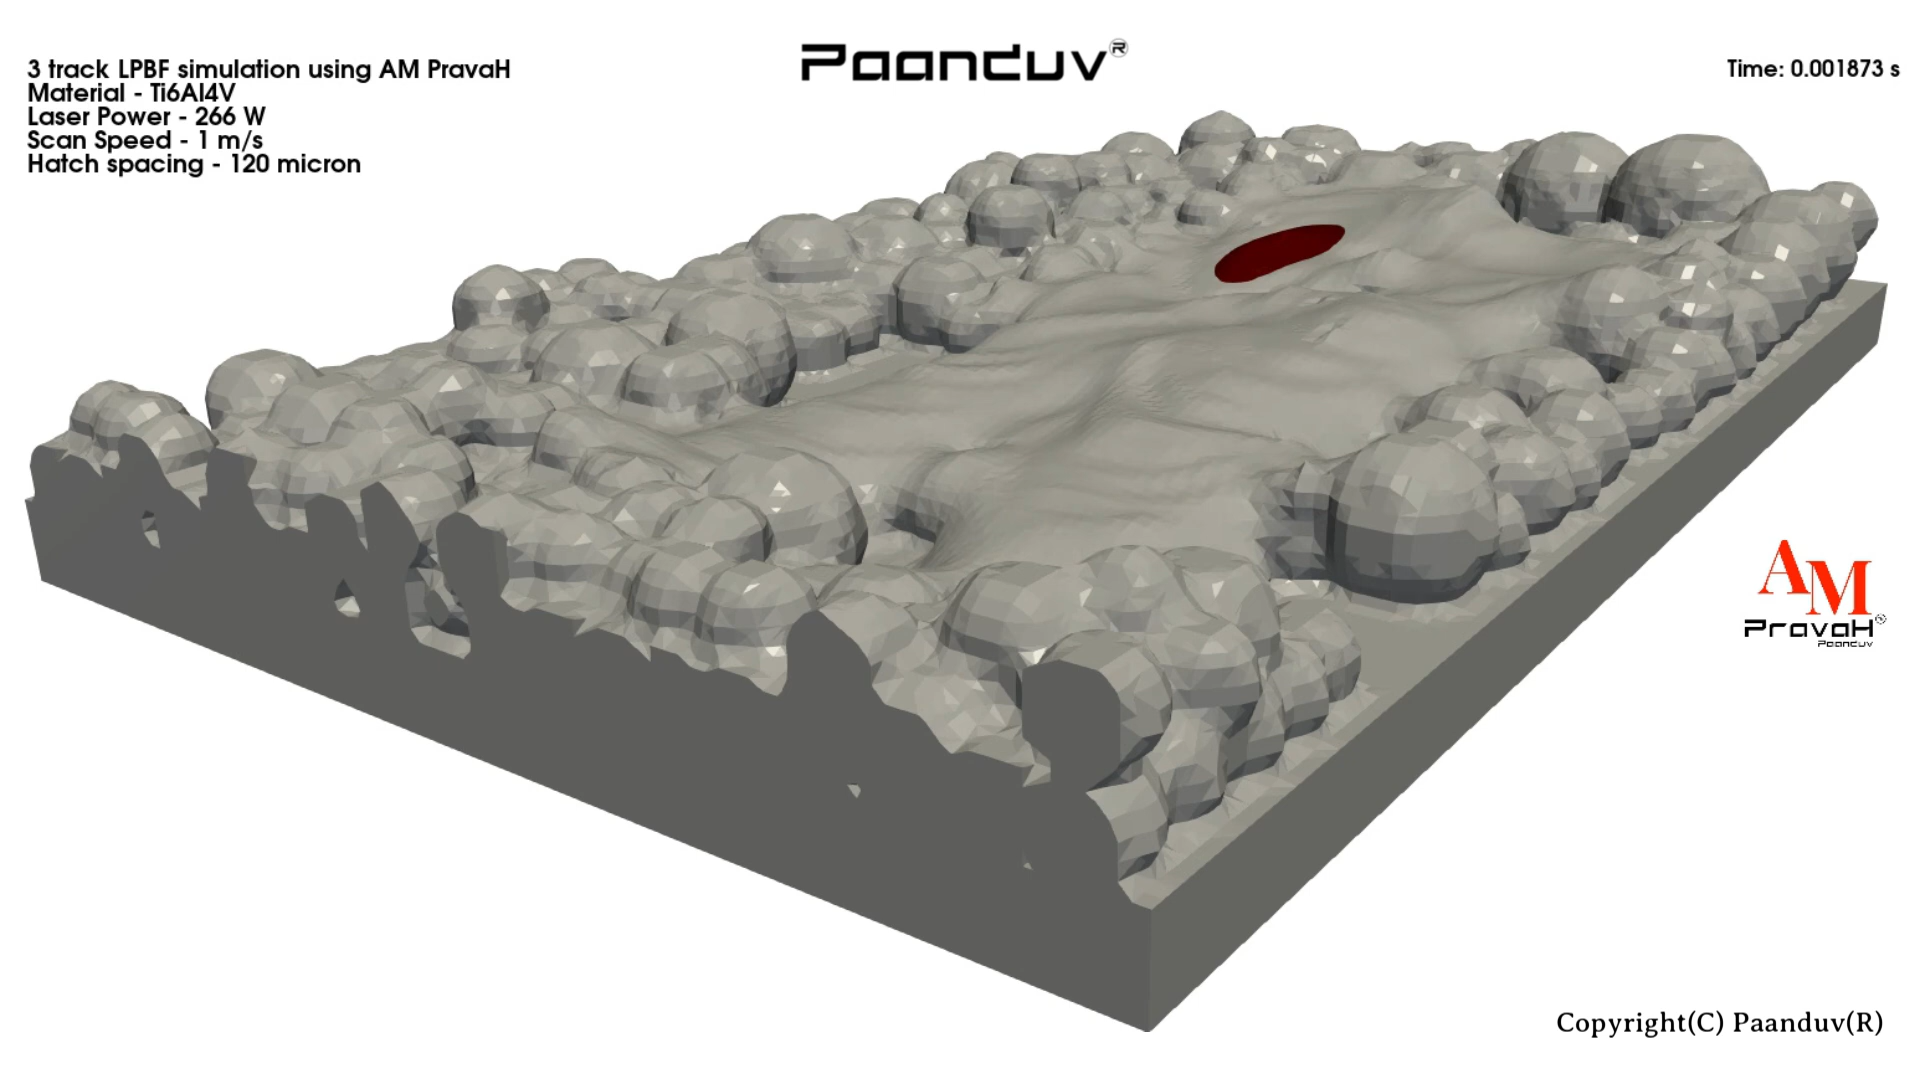 3 track LPBF simulation using AM PravaH
Material - Ti6Al4V
Laser Power - 266 W
Scan Speed - 1 m/s
Hatch spacing - 120 micron
Paanduv®
Time: 0.001873 s
AM
PravaH®
Paanduv
Copyright(C) Paanduv(R)